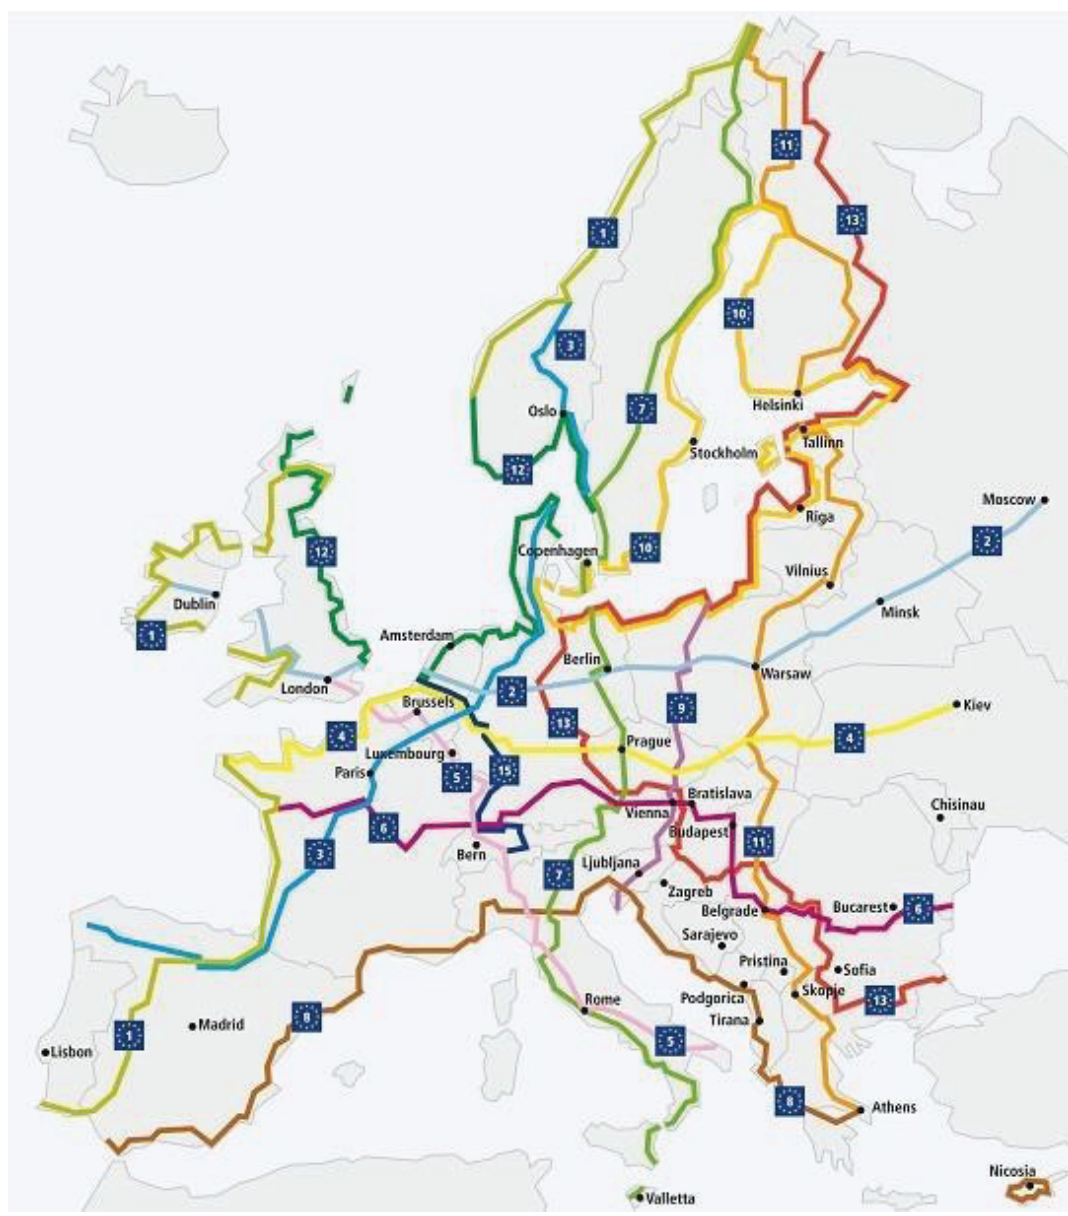 11
13
1
10
3
Helsinki
7
Oslo
Tallinn
Stockholm
12
Moscow
Riga
2
12
Copenhagen
10
Vilnius
Dublin
Minsk
1
Amsterdam
Berlin
Warsaw
London
2
Brussels
9
Kiev
13
4
4
Prague
Luxembourg
Paris
5
15
Bratislava
Chisinau
Vienna
6
Budapest
11
Bern
3
Ljubljana
7
Zagreb
Belgrade
Bucarest
6
Sarajevo
Pristina
Sofia
Podgorica
Skopje
13
Rome
8
Madrid
Tirana
1
5
Lisbon
8
Athens
Nicosia
Valletta